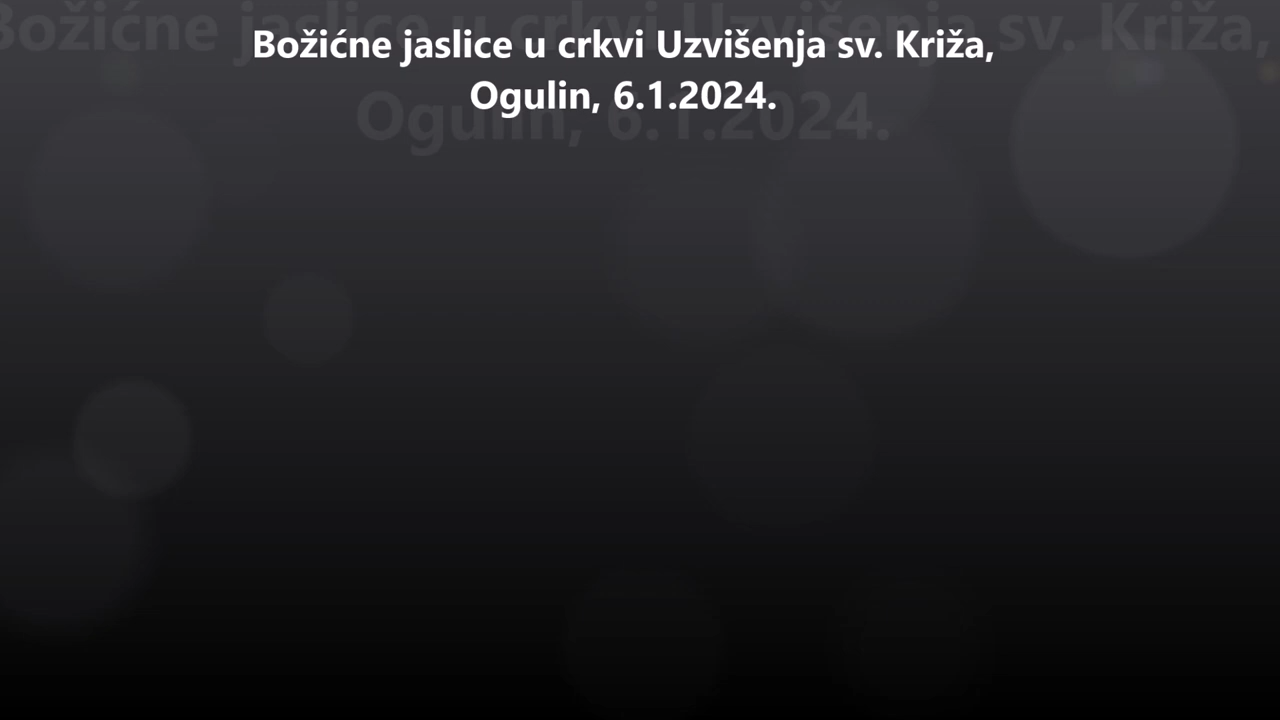 Božićne jaslice u crkvi Uzvišenja sv. Križa,
Ogulin, 6.1.2024.